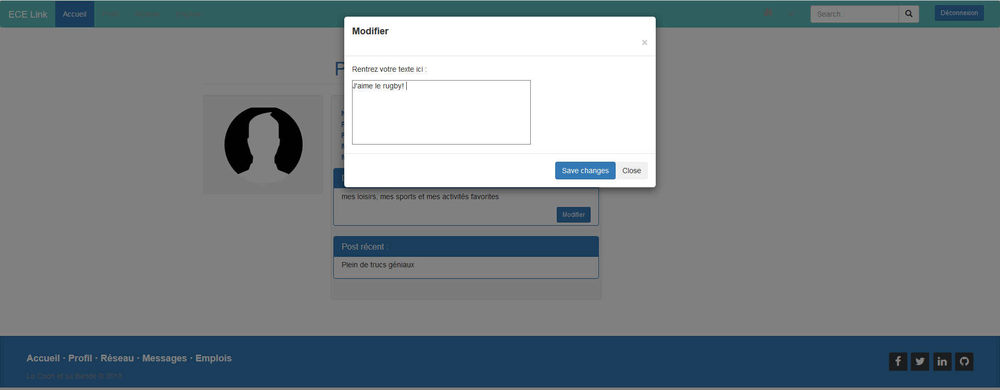 ECE Link Accueil Profil Réseau Emplois Search.. Déconnexion
Modifier
×
Rentrez votre texte ici :
J'aime le rugby!
Save changes Close
mes loisirs, mes sports et mes activités favorites
Modifier
Post récent :
Plein de trucs géniaux
Accueil · Profil · Réseau · Messages · Emplois
Le Coon et sa Bande © 2018